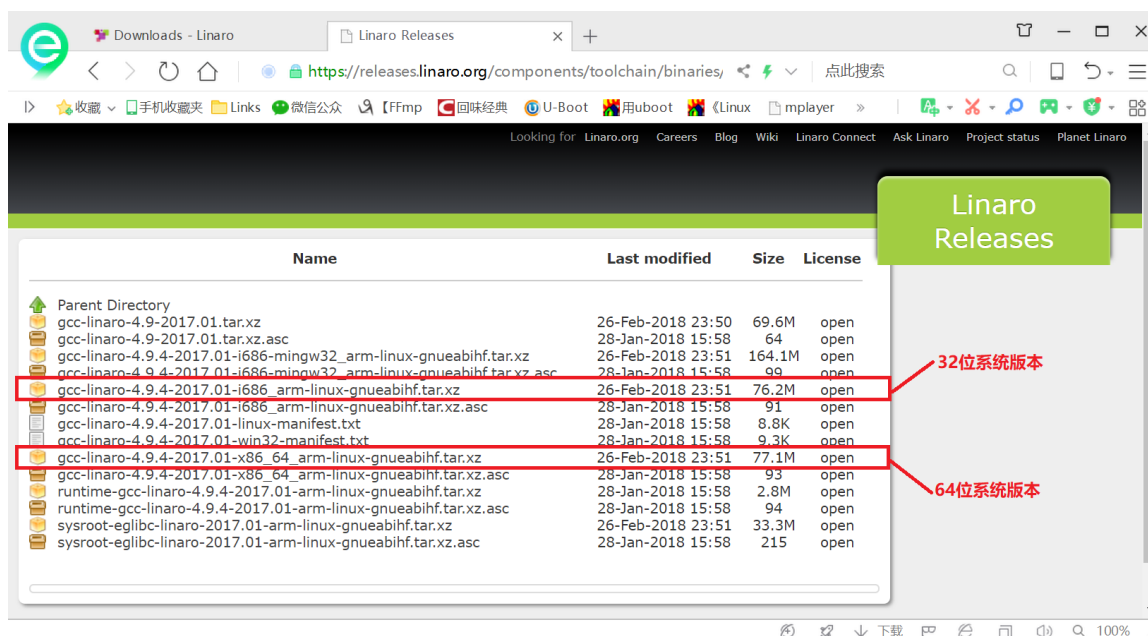 Downloads - Linaro
Linaro Releases
https://releases.linaro.org/components/toolchain/binaries/
点此搜索
收藏 手机收藏夹 Links 微信公众 【FFmp 回味经典 U-Boot 用uboot 《Linux mplayer »
Looking for Linaro.org Careers Blog Wiki Linaro Connect Ask Linaro Project status Planet Linaro
Linaro
Releases
Name Last modified Size License
Parent Directory
gcc-linaro-4.9-2017.01.tar.xz 26-Feb-2018 23:50 69.6M open
gcc-linaro-4.9-2017.01.tar.xz.asc 28-Jan-2018 15:58 64 open
gcc-linaro-4.9.4-2017.01-i686-mingw32_arm-linux-gnueabihf.tar.xz 26-Feb-2018 23:51 164.1M open
gcc-linaro-4.9.4-2017.01-i686-mingw32_arm-linux-gnueabihf.tar.xz.asc 28-Jan-2018 15:58 99 open
gcc-linaro-4.9.4-2017.01-i686_arm-linux-gnueabihf.tar.xz 26-Feb-2018 23:51 76.2M open
32位系统版本
gcc-linaro-4.9.4-2017.01-i686_arm-linux-gnueabihf.tar.xz.asc 28-Jan-2018 15:58 91 open
gcc-linaro-4.9.4-2017.01-linux-manifest.txt 28-Jan-2018 15:58 8.8K open
gcc-linaro-4.9.4-2017.01-win32-manifest.txt 28-Jan-2018 15:58 9.3K open
gcc-linaro-4.9.4-2017.01-x86_64_arm-linux-gnueabihf.tar.xz 26-Feb-2018 23:51 77.1M open
64位系统版本
gcc-linaro-4.9.4-2017.01-x86_64_arm-linux-gnueabihf.tar.xz.asc 28-Jan-2018 15:58 93 open
runtime-gcc-linaro-4.9.4-2017.01-arm-linux-gnueabihf.tar.xz 28-Jan-2018 15:58 2.8M open
runtime-gcc-linaro-4.9.4-2017.01-arm-linux-gnueabihf.tar.xz.asc 28-Jan-2018 15:58 94 open
sysroot-eglibc-linaro-2017.01-arm-linux-gnueabihf.tar.xz 26-Feb-2018 23:51 33.3M open
sysroot-eglibc-linaro-2017.01-arm-linux-gnueabihf.tar.xz.asc 28-Jan-2018 15:58 215 open
下载 100%